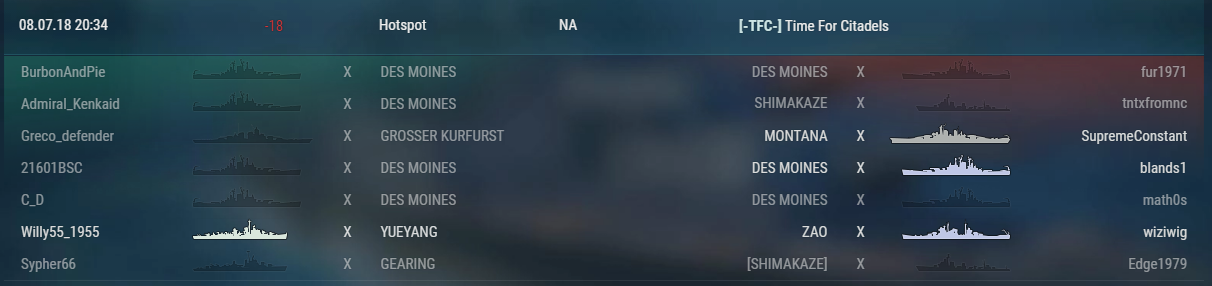 08.07.18 20:34 -18 Hotspot NA [-TFC-] Time For Citadels
BurbonAndPie X DES MOINES DES MOINES X fur1971
Admiral_Kenkaid X DES MOINES SHIMAKAZE X tntxfromnc
Greco_defender X GROSSER KURFURST MONTANA X SupremeConstant
21601BSC X DES MOINES DES MOINES X blands1
C_D X DES MOINES DES MOINES X math0s
Willy55_1955 X YUEYANG ZAO X wiziwig
Sypher66 X GEARING [SHIMAKAZE] X Edge1979